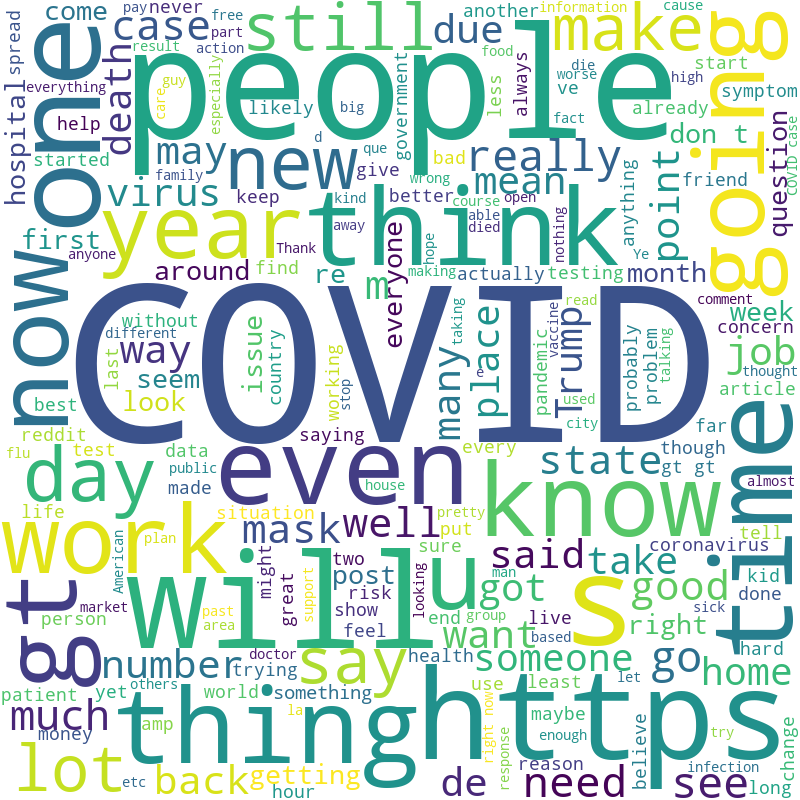 come
spread
pay never
free
result
part
action
case
especially
guy
care
still
due
another
information
cause
make
going
food
die
worse
big
high
always
less
fact
start
symptom
already
ve
one
everything
hospital
help
started
death
people
likely
government
d
que
may
family
virus
new
keep
give
bad
better
really
mean
kind
wrong
course
able
open
died
don t
friend
point
anything
question
COVID case
now
first
anyone
year
around
find
think
Thank
away
hope
nothing
everyone
re
m
making
actually
testing
Ye
month
different
without
way
seem
look
last
issue
country
COVID
working
stop
many
taking
e
place
Trump
vaccine
read
used
city
pandemic
probably
problem
talking
comment
week
concern
job
thought
article
best
reddit
flu
test
data
public
made
saying
day
life
even
every
house
state
know
though
gt gt
far
almost
time
work
plan
situation
mask
well
pretty
put
sure
said
take
coronavirus
tell
kid
done
sick
American
market
gt
person
will
might
two
post
risk
show
feel
great
support
looking
u
man
got
end
group
live
based
s
good
right
hard
number
trying
say
past
area
doctor
health
want
someone
go
let
home
patient
yet
others
world
something
use
least
much
money
amp
thing
la
https
right now
response
maybe
enough
believe
try
change
lot
etc
back
getting
hour
de
need
reason
see
infection
long